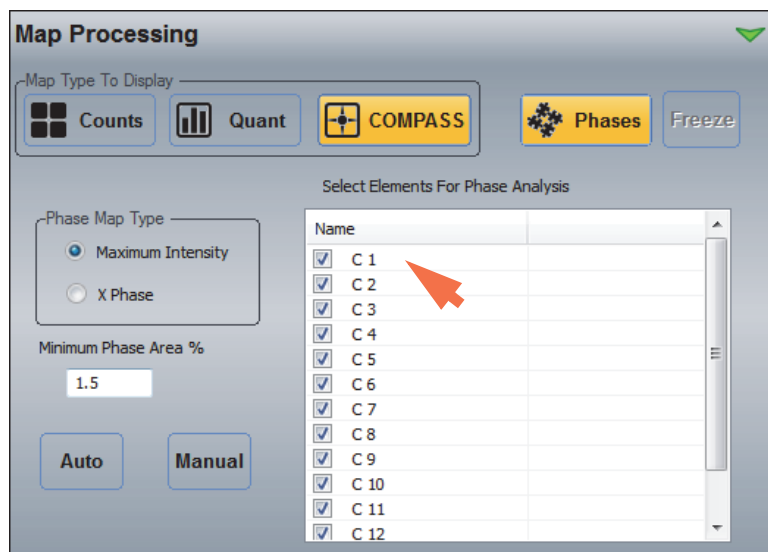 Map Processing
Map Type To Display
Counts Quant COMPASS Phases Freeze
Select Elements For Phase Analysis
Phase Map Type
Maximum Intensity
X Phase
Minimum Phase Area %
1.5
Auto Manual
Name
C 1
C 2
C 3
C 4
C 5
C 6
C 7
C 8
C 9
C 10
C 11
C 12